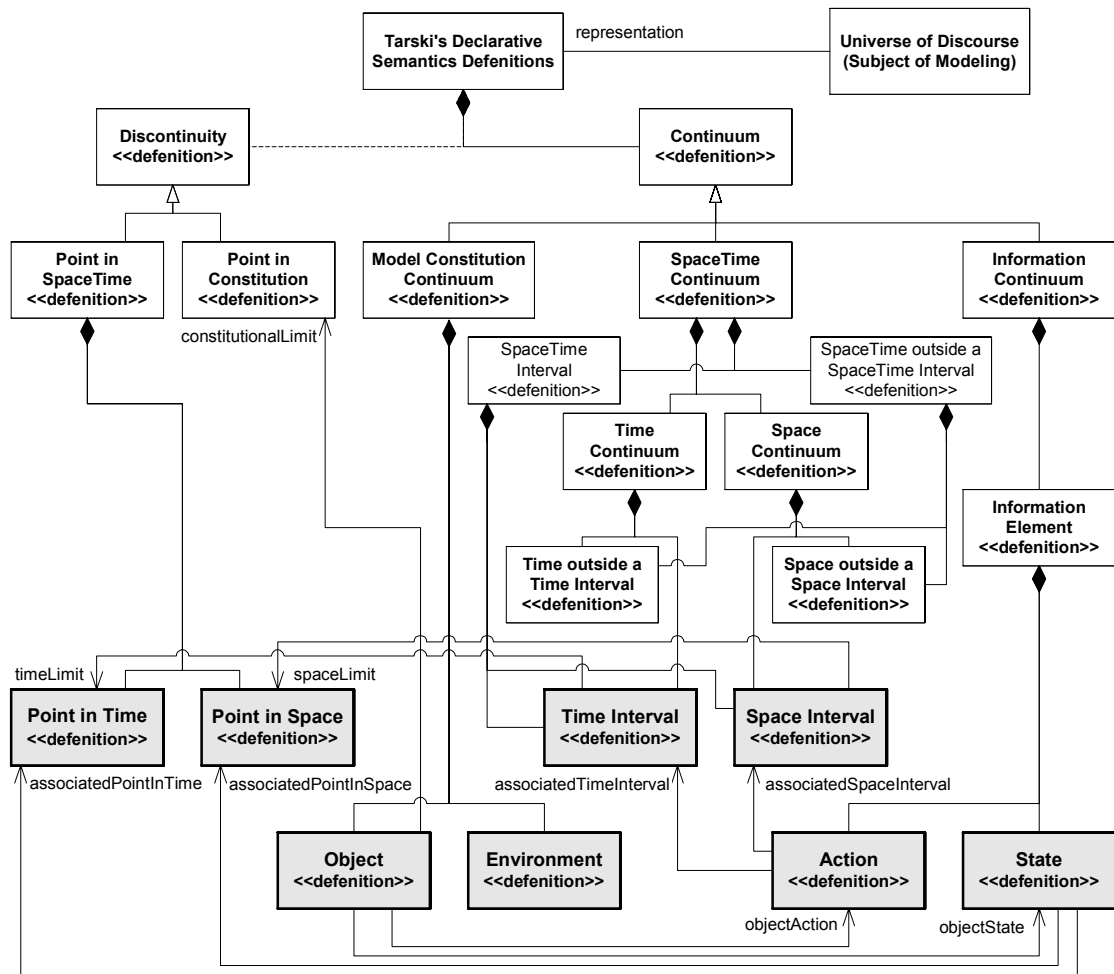 Tarski's Declarative
Semantics Defenitions
representation
Universe of Discourse
(Subject of Modeling)
Discontinuity
<<defenition>>
Continuum
<<defenition>>
Point in
SpaceTime
<<defenition>>
Point in
Constitution
<<defenition>>
Model Constitution
Continuum
<<defenition>>
SpaceTime
Continuum
<<defenition>>
Information
Continuum
<<defenition>>
constitutionalLimit
SpaceTime
Interval
<<defenition>>
SpaceTime outside a
SpaceTime Interval
<<defenition>>
Time
Continuum
<<defenition>>
Space
Continuum
<<defenition>>
Information
Element
<<defenition>>
Time outside a
Time Interval
<<defenition>>
Space outside a
Space Interval
<<defenition>>
timeLimit
spaceLimit
Point in Time
<<defenition>>
Point in Space
<<defenition>>
Time Interval
<<defenition>>
Space Interval
<<defenition>>
associatedPointInTime
associatedPointInSpace
associatedTimeInterval
associatedSpaceInterval
Object
<<defenition>>
Environment
<<defenition>>
Action
<<defenition>>
State
<<defenition>>
objectAction
objectState